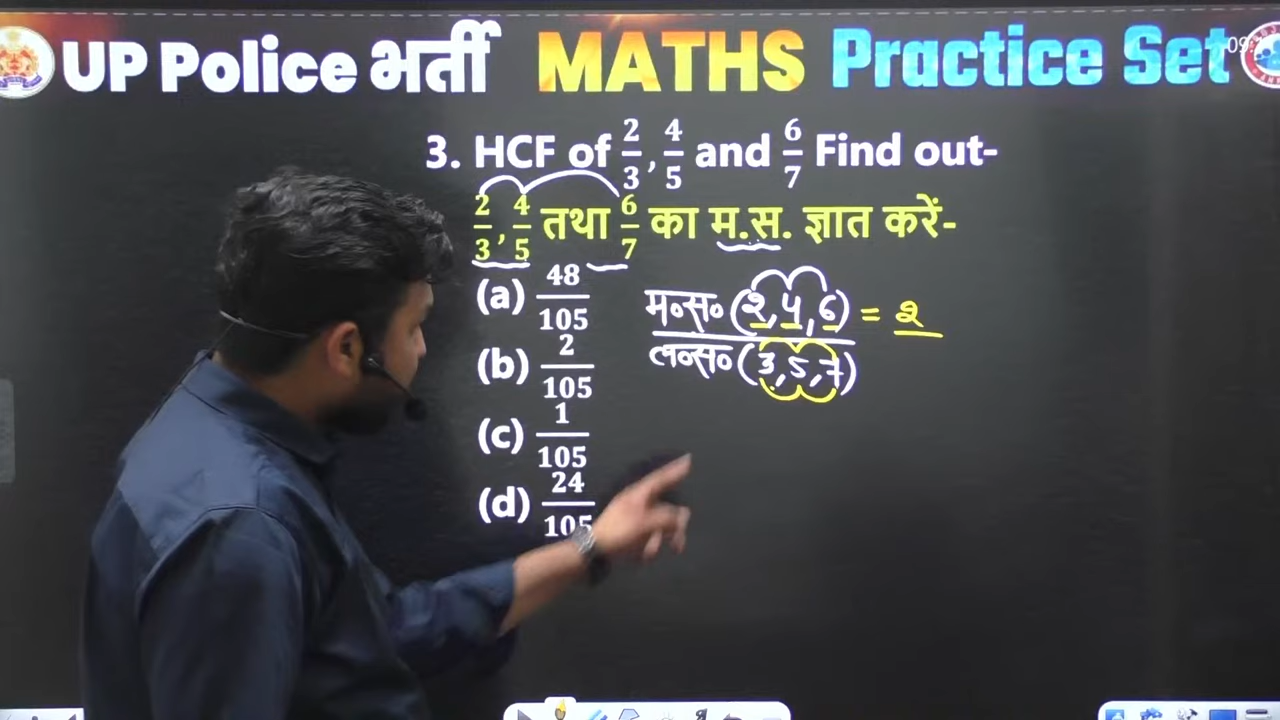 UP Police भर्ती MATHS Practice Set
3. HCF of 2/3, 4/5 and 6/7 Find out-
2/3, 4/5 तथा 6/7 का म.स. ज्ञात करें-
(a) 48/105
(b) 2/105
(c) 1/105
(d) 24/105
म०स० (२,4,6) = २
ल०स० (3,5,7)